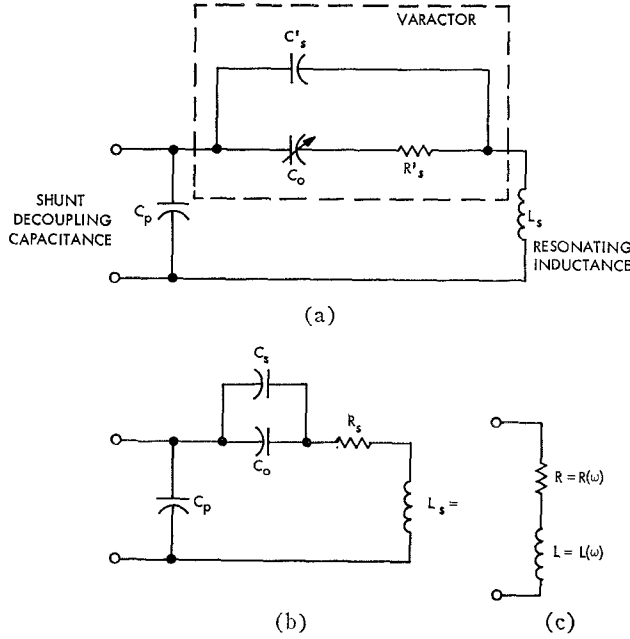 VARACTOR
C's
Co
R's
SHUNT
DECOUPLING
CAPACITANCE
Cp
Ls
RESONATING
INDUCTANCE
(a)
Cs
Co
Rs
Cp
Ls =
R = R(ω)
L = L(ω)
(b)
(c)